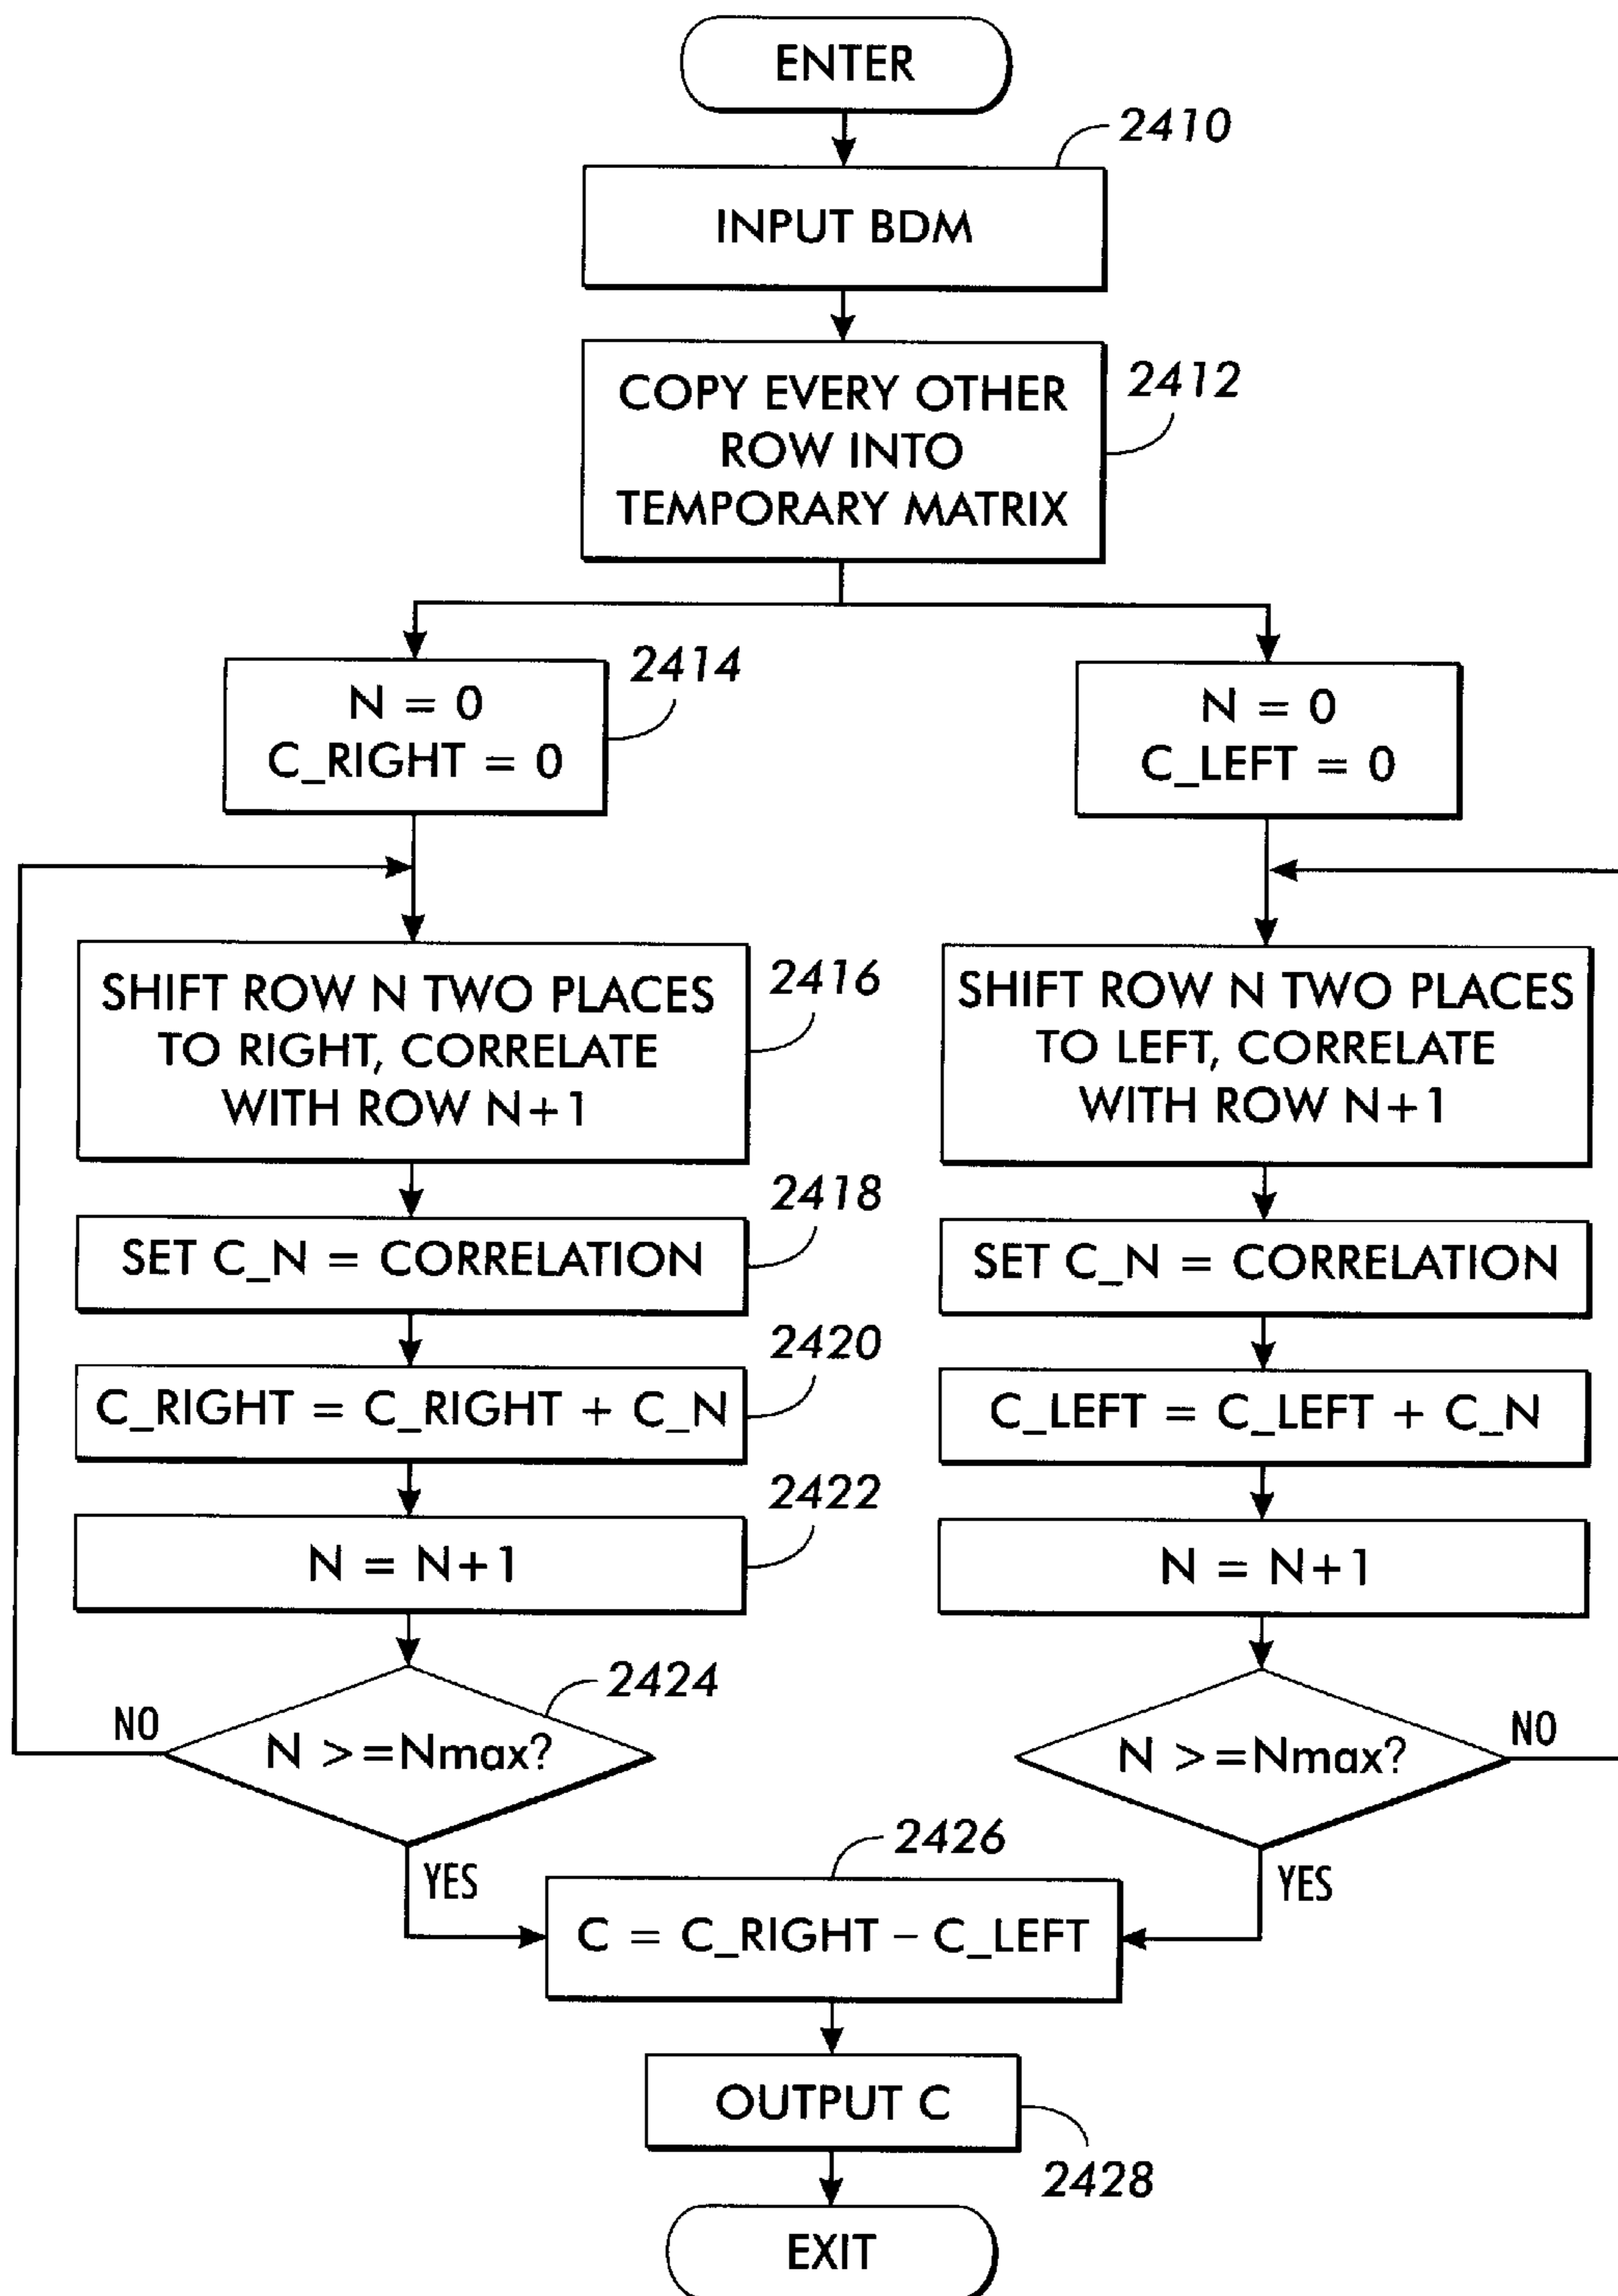 ENTER
2410
INPUT BDM
COPY EVERY OTHER
ROW INTO
TEMPORARY MATRIX
2412
N = 0
C_RIGHT = 0
2414
N = 0
C_LEFT = 0
SHIFT ROW N TWO PLACES
TO RIGHT, CORRELATE
WITH ROW N+1
2416
SHIFT ROW N TWO PLACES
TO LEFT, CORRELATE
WITH ROW N+1
SET C_N = CORRELATION
2418
SET C_N = CORRELATION
C_RIGHT = C_RIGHT + C_N
2420
C_LEFT = C_LEFT + C_N
N = N+1
2422
N = N+1
2424
NO
N >=Nmax?
N >=Nmax?
NO
YES
2426
YES
C = C_RIGHT – C_LEFT
OUTPUT C
2428
EXIT